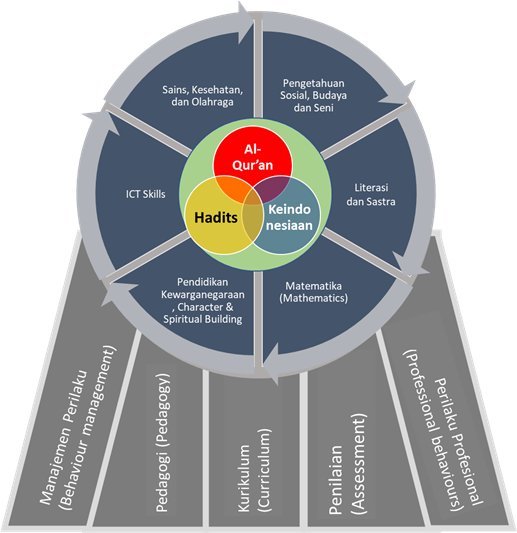 Sains, Kesehatan,
dan Olahraga
Pengetahuan
Sosial, Budaya
dan Seni
Al-
Qur'an
ICT Skills
Hadits
Keindo
nesiaan
Literasi
dan Sastra
Pendidikan
Kewarganegaraan
, Character &
Spiritual Building
Matematika
(Mathematics)
Manajemen Perilaku
(Behaviour management)
Pedagogi (Pedagogy)
Kurikulum
(Curriculum)
Penilaian
(Assessment)
Perilaku Profesional
(Professional behaviours)